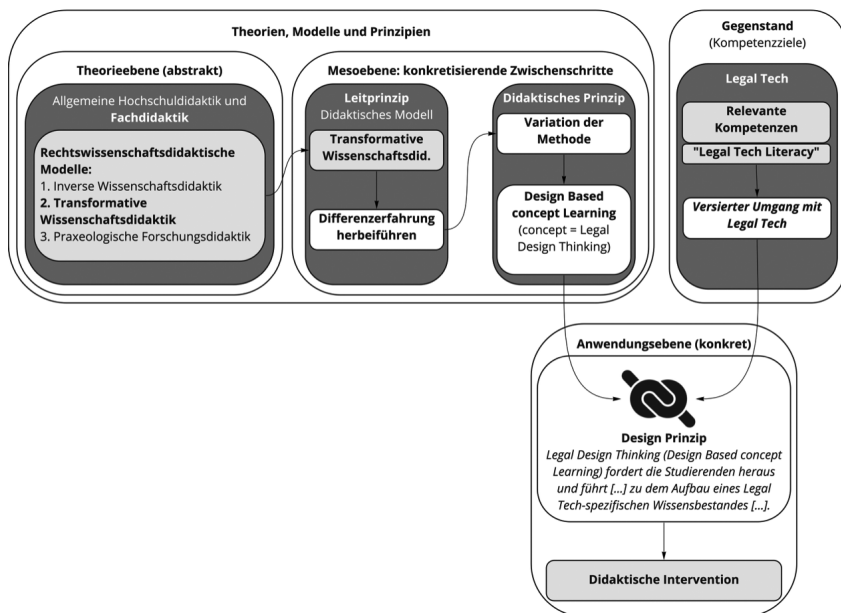 Theorien, Modelle und Prinzipien
Theorieebene (abstrakt)
Allgemeine Hochschuldidaktik und
Fachdidaktik
Rechtswissenschaftsdidaktische
Modelle:
1. Inverse Wissenschaftsdidaktik
2. Transformative
Wissenschaftsdidaktik
3. Praxeologische Forschungsdidaktik
Mesoebene: konkretisierende Zwischenschritte
Leitprinzip
Didaktisches Modell
Transformative
Wissenschaftsdid.
Differenzerfahrung
herbeiführen
Didaktisches Prinzip
Variation der
Methode
Design Based
concept Learning
(concept = Legal
Design Thinking)
Gegenstand
(Kompetenzziele)
Legal Tech
Relevante
Kompetenzen
"Legal Tech Literacy"
Versierter Umgang mit
Legal Tech
Anwendungsebene (konkret)
Design Prinzip
Legal Design Thinking (Design Based concept
Learning) fordert die Studierenden heraus
und führt [...] zu dem Aufbau eines Legal
Tech-spezifischen Wissensbestandes [...].
Didaktische Intervention